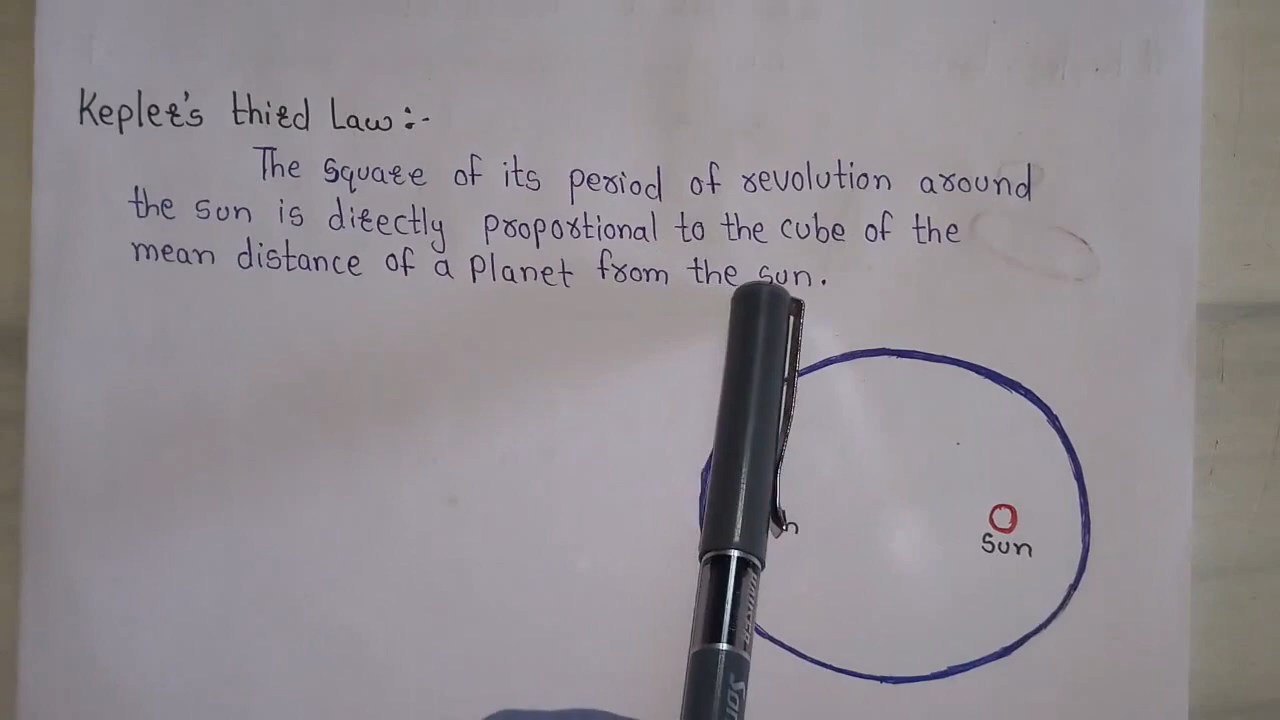 Kepler's third Law :-
The square of its period of revolution around
the sun is directly proportional to the cube of the
mean distance of a planet from the sun.
Sun